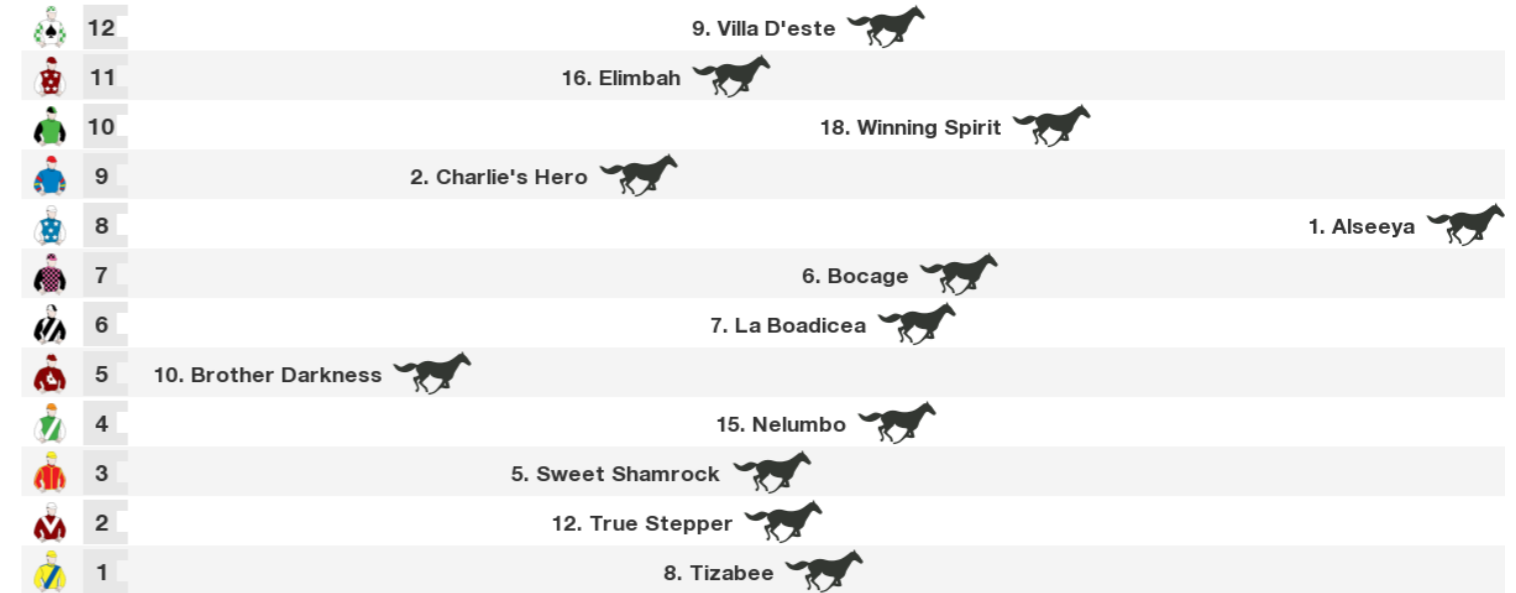 12 9. Villa D'este
11 16. Elimbah
10 18. Winning Spirit
9 2. Charlie's Hero
8 1. Alseeya
7 6. Bocage
6 7. La Boadicea
5 10. Brother Darkness
4 15. Nelumbo
3 5. Sweet Shamrock
2 12. True Stepper
1 8. Tizabee